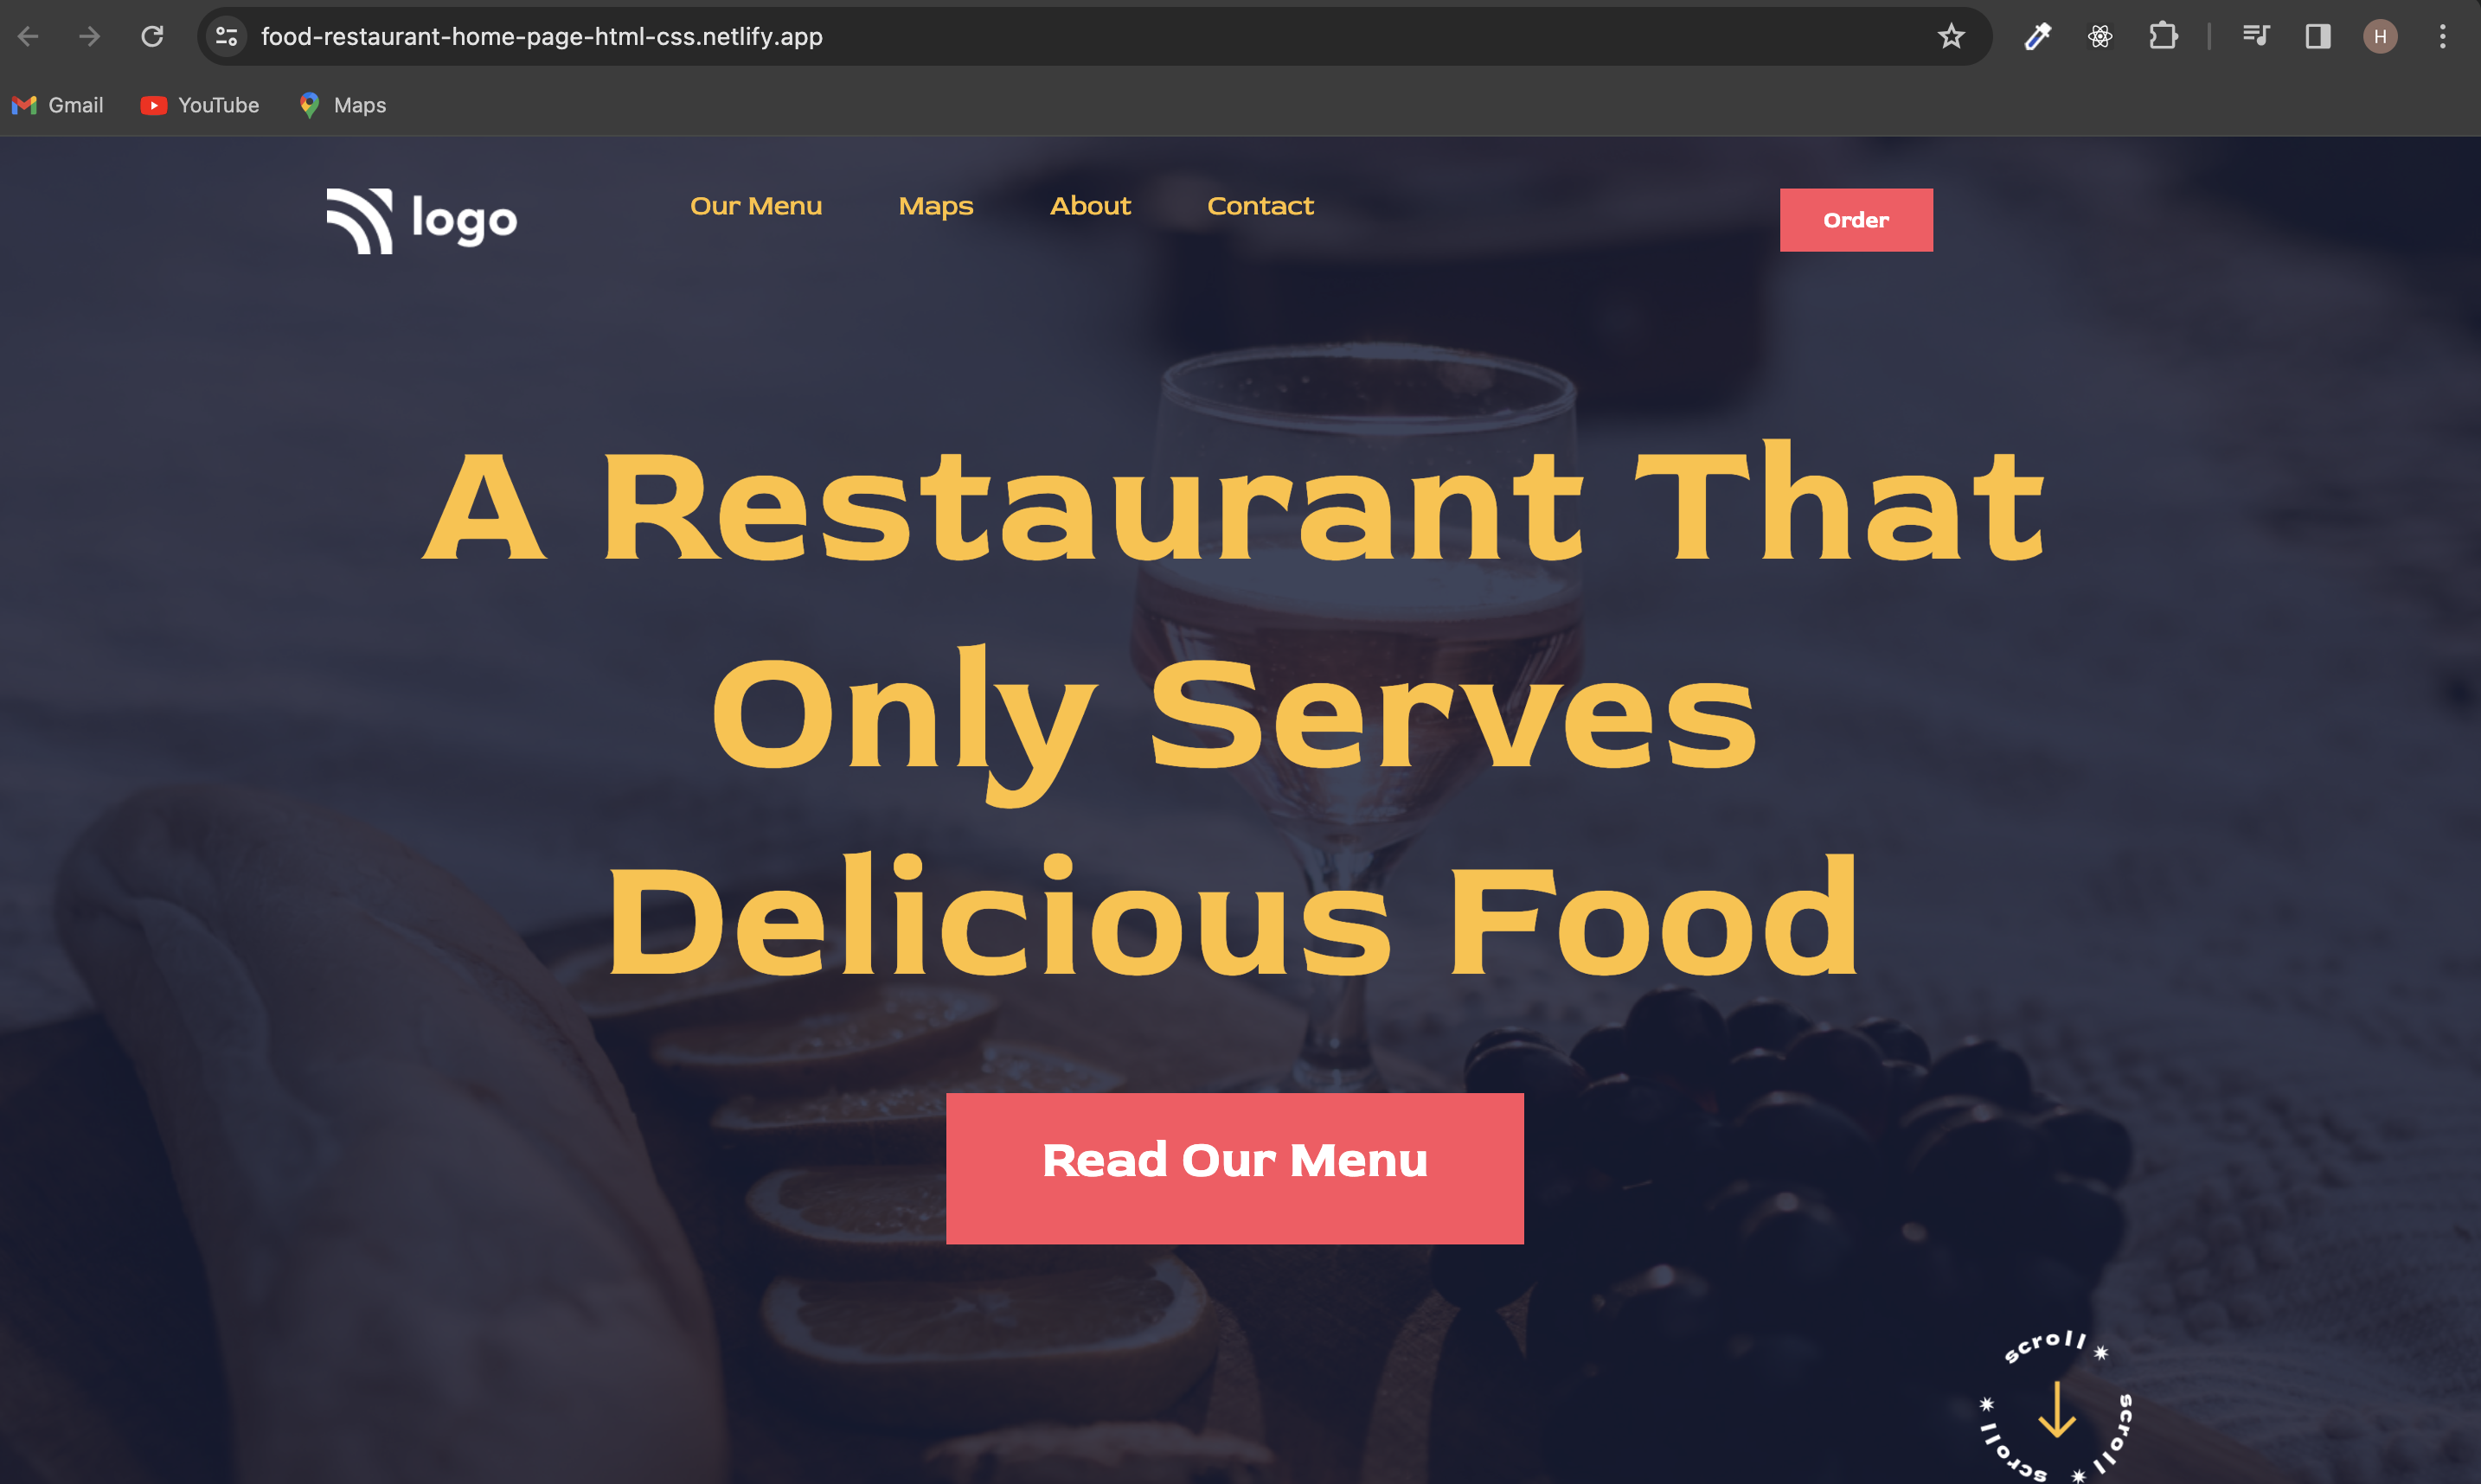 food-restaurant-home-page-html-css.netlify.app
H
Gmail YouTube Maps
logo Our Menu Maps About Contact Order
A Restaurant That
Only Serves
Delicious Food
Read Our Menu
scroll scroll scroll